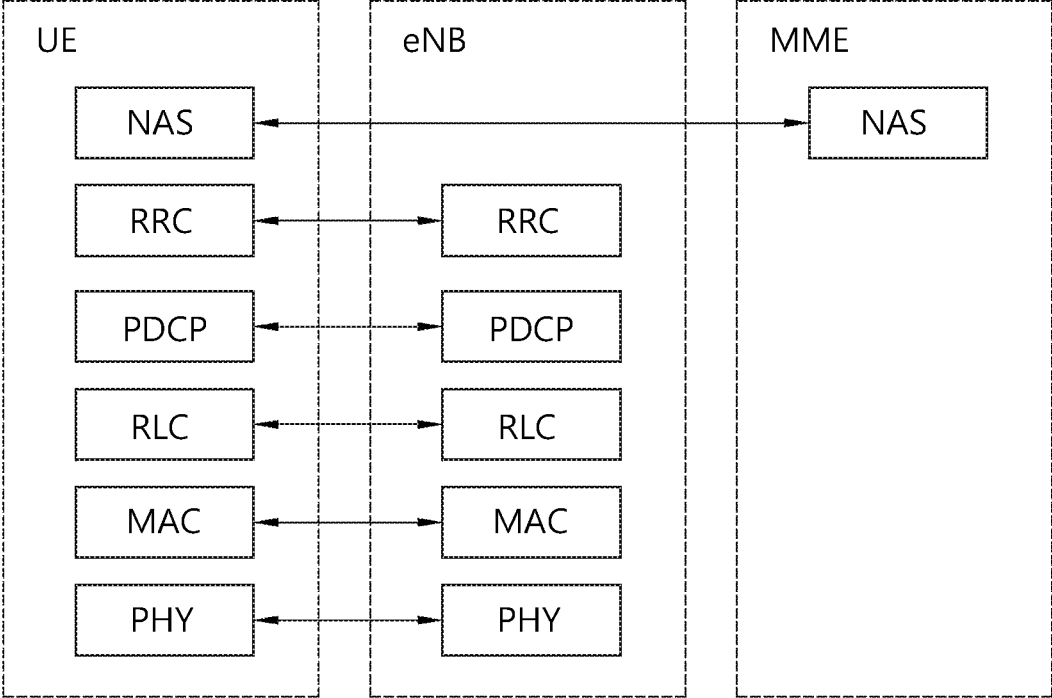 UE eNB MME
NAS NAS
RRC RRC
PDCP PDCP
RLC RLC
MAC MAC
PHY PHY